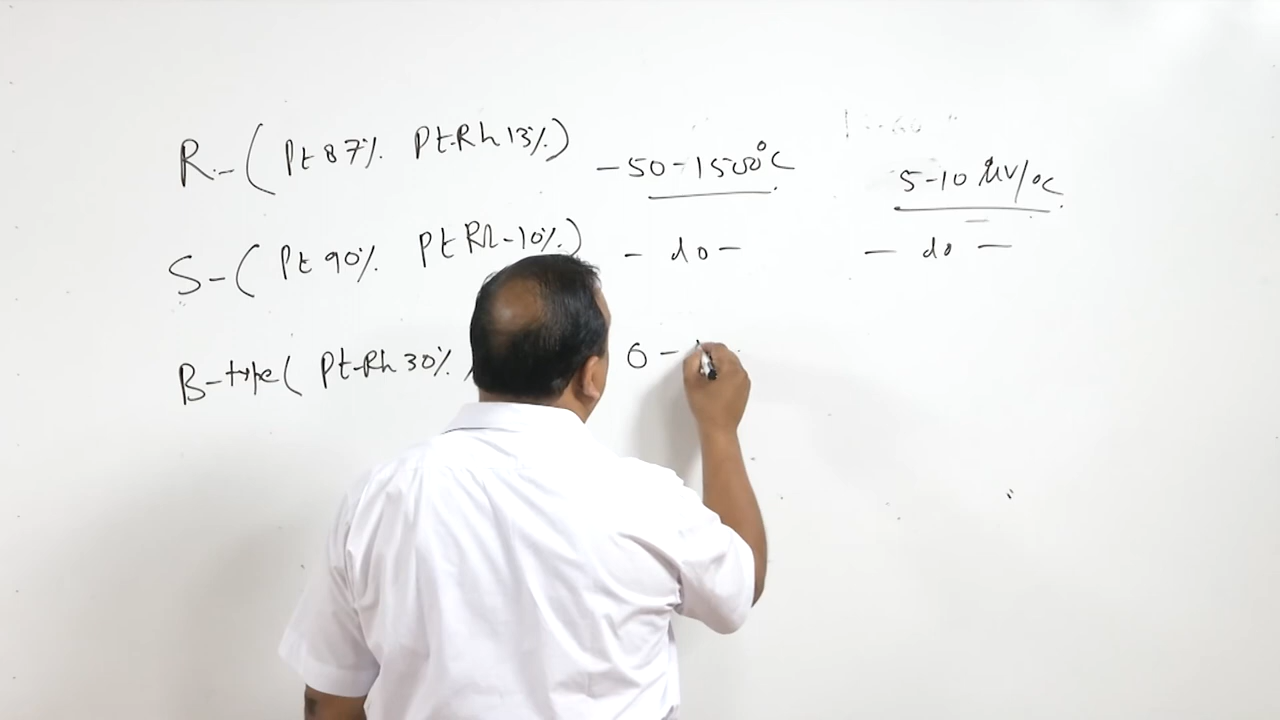 R - (Pt 87% Pt-Rh 13%) -50-1500°C 5-10 μV/°C
S - (Pt 90% Pt Rh-10%) - do - - do -
B-type ( Pt-Rh 30% 0 -